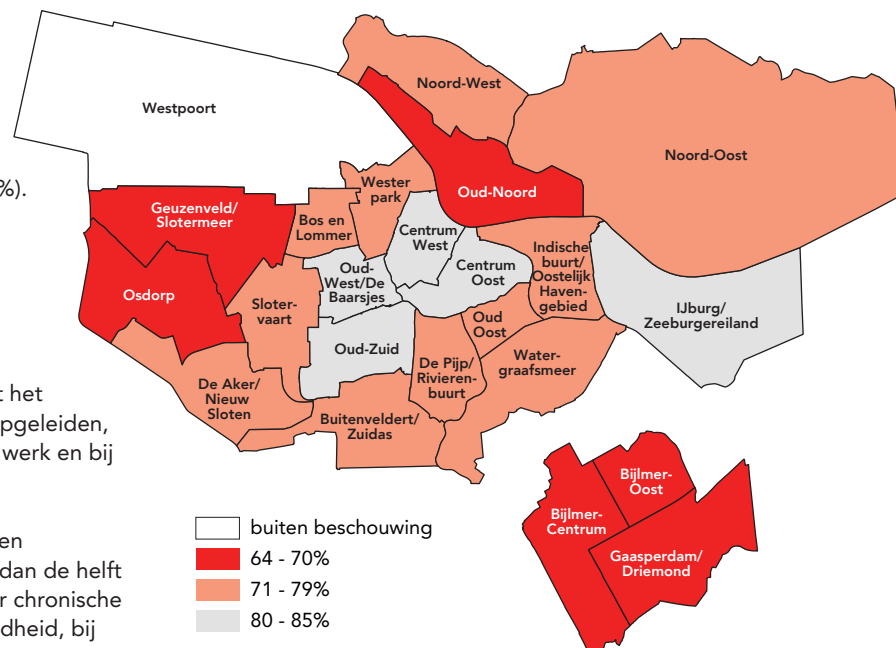 %).
t het
pgeleiden,
werk en bij
en
dan de helft
r chronische
dheid, bij
Westpoort
Noord-West
Noord-Oost
Oud-Noord
Wester
park
Geuzenveld/
Slotermeer
Bos en
Lommer
Centrum
West
Centrum
Oost
Indische
buurt/
Oostelijk
Haven-
gebied
Oud-
West/De
Baarsjes
Osdorp
Sloter-
vaart
IJburg/
Zeeburgereiland
Oud
Oost
Oud-Zuid
De Pijp/
Rivieren-
buurt
Water-
graafsmeer
De Aker/
Nieuw
Sloten
Buitenveldert/
Zuidas
Bijlmer-
Oost
Bijlmer-
Centrum
Gaasperdam/
Driemond
buiten beschouwing
64 - 70%
71 - 79%
80 - 85%